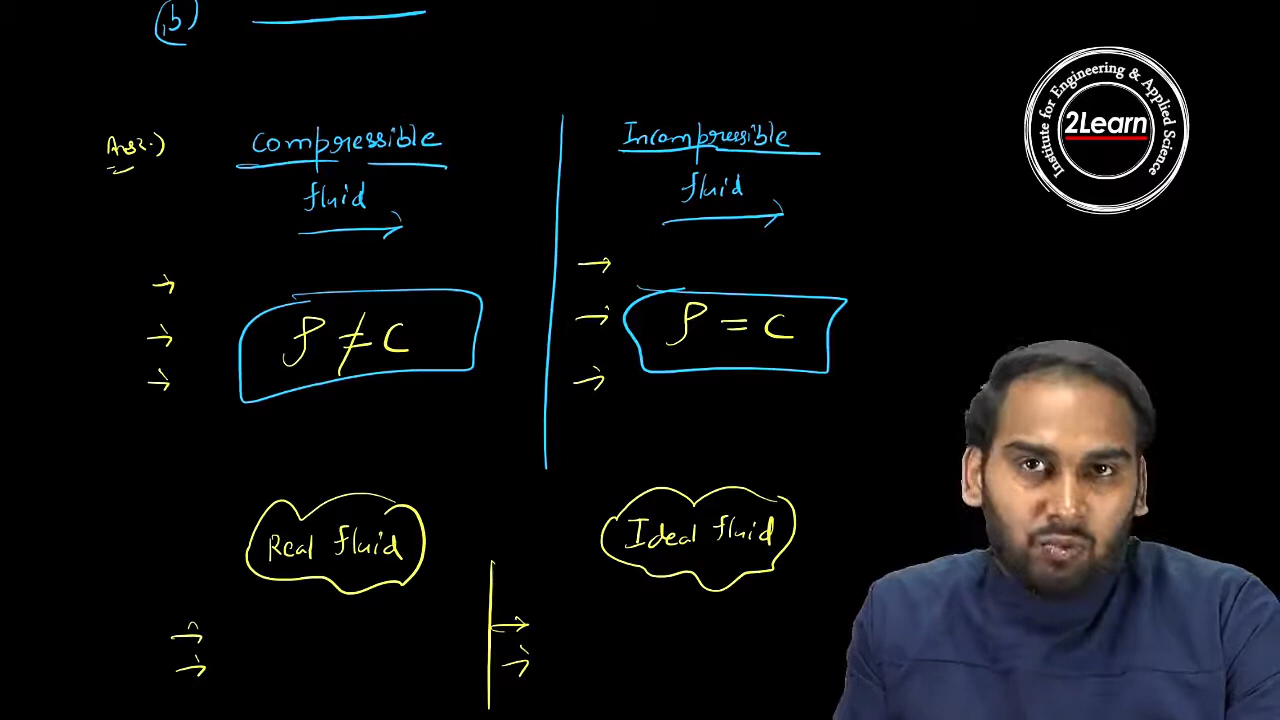 (b)
Ans:-)
Compressible
fluid
Incompressible
fluid
ρ ≠ C
ρ = C
Real fluid
Ideal fluid
Institute for Engineering & Applied Science
2Learn